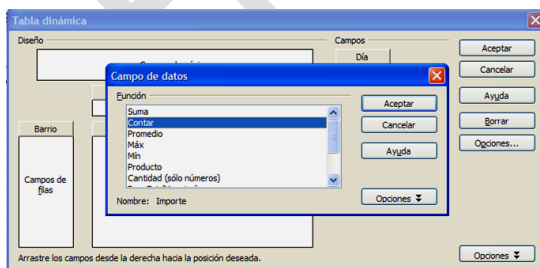 Tabla dinámica
Diseño
Campos
Día
Aceptar
Cancelar
Ayuda
Borrar
Opciones...
Campo de datos
Función
Suma
Contar
Promedio
Máx
Mín
Producto
Cantidad (sólo números)
Aceptar
Cancelar
Ayuda
Nombre: Importe
Opciones
Barrio
Campos de
filas
Arrastre los campos desde la derecha hacia la posición deseada.
Opciones